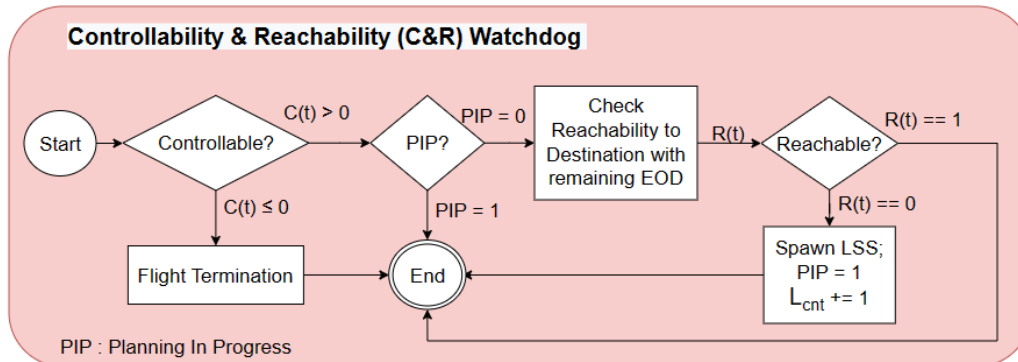 Controllability & Reachability (C&R) Watchdog
Start
Controllable?
C(t) > 0
PIP?
PIP = 0
Check
Reachability to
Destination with
remaining EOD
R(t)
Reachable?
R(t) == 1
C(t) ≤ 0
PIP = 1
R(t) == 0
Flight Termination
End
Spawn LSS;
PIP = 1
L_cnt += 1
PIP : Planning In Progress